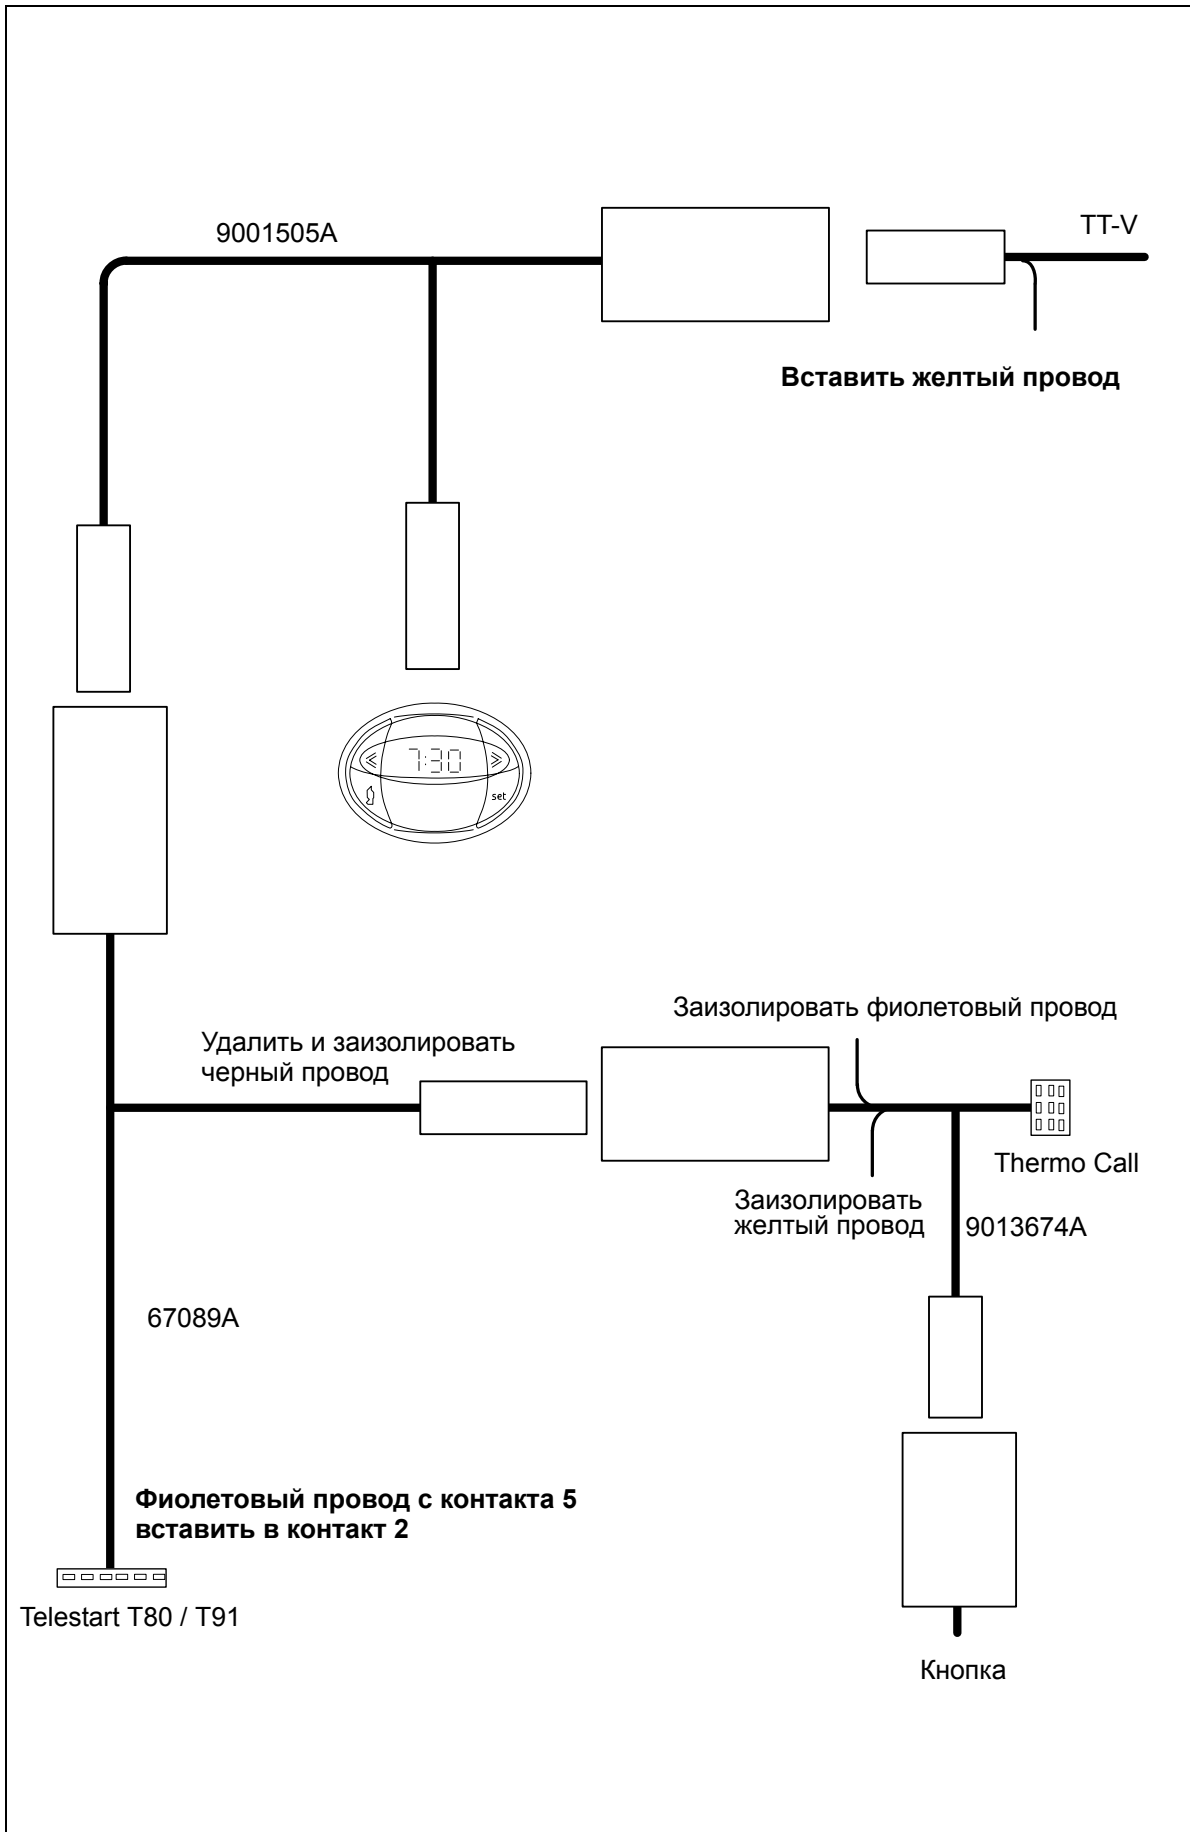 9001505A
TT-V
Вставить желтый провод
7:30
set
Заизолировать фиолетовый провод
Удалить и заизолировать
черный провод
Thermo Call
Заизолировать
желтый провод
9013674A
67089A
Фиолетовый провод с контакта 5
вставить в контакт 2
Telestart T80 / T91
Кнопка